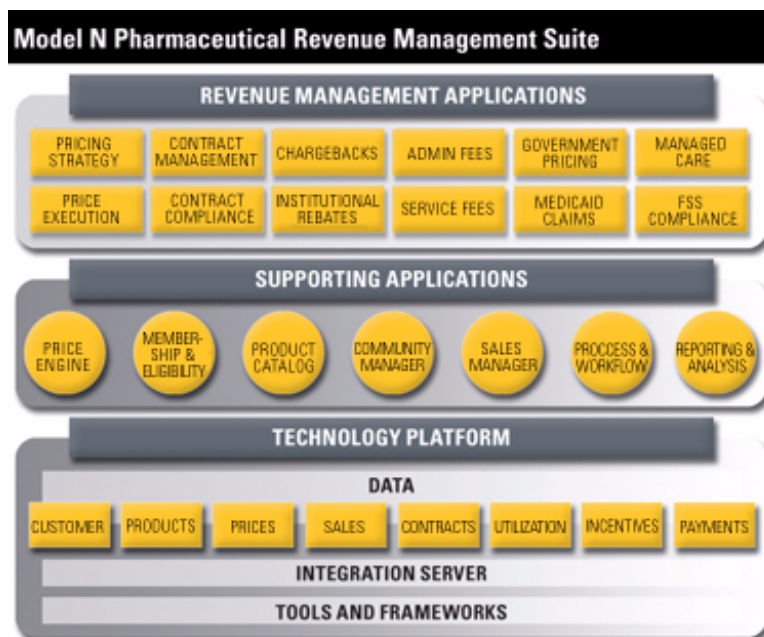 Model N Pharmaceutical Revenue Management Suite
REVENUE MANAGEMENT APPLICATIONS
PRICING
STRATEGY
CONTRACT
MANAGEMENT
CHARGEBACKS
ADMIN FEES
GOVERNMENT
PRICING
MANAGED
CARE
PRICE
EXECUTION
CONTRACT
COMPLIANCE
INSTITUTIONAL
REBATES
SERVICE FEES
MEDICAID
CLAIMS
FSS
COMPLIANCE
SUPPORTING APPLICATIONS
PRICE
ENGINE
MEMBER-
SHIP &
ELIGIBILITY
PRODUCT
CATALOG
COMMUNITY
MANAGER
SALES
MANAGER
PROCCESS &
WORKFLOW
REPORTING &
ANALYSIS
TECHNOLOGY PLATFORM
DATA
CUSTOMER
PRODUCTS
PRICES
SALES
CONTRACTS
UTILIZATION
INCENTIVES
PAYMENTS
INTEGRATION SERVER
TOOLS AND FRAMEWORKS